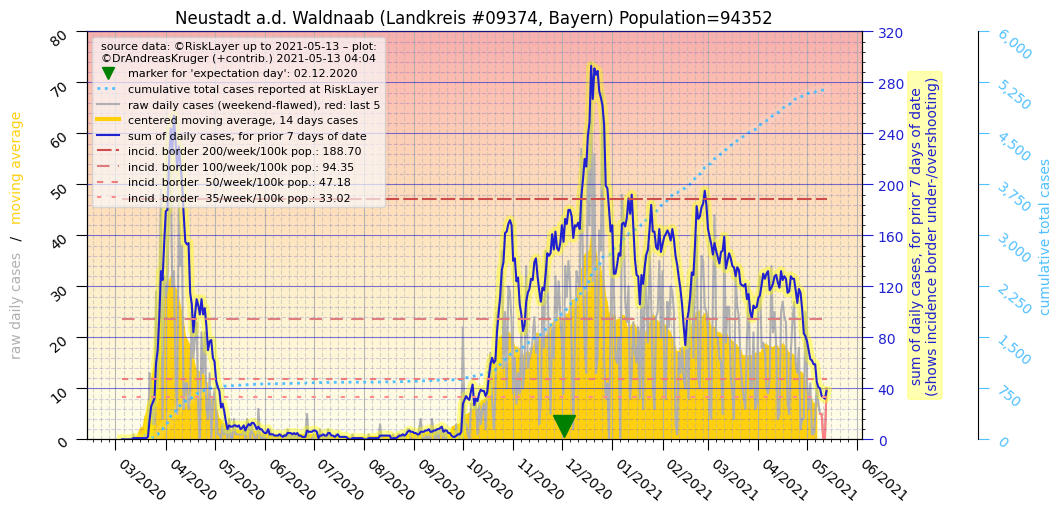 Neustadt a.d. Waldnaab (Landkreis #09374, Bayern) Population=94352
source data: ©RiskLayer up to 2021-05-13 – plot:
©DrAndreasKruger (+contrib.) 2021-05-13 04:04
marker for 'expectation day': 02.12.2020
cumulative total cases reported at RiskLayer
raw daily cases (weekend-flawed), red: last 5
centered moving average, 14 days cases
sum of daily cases, for prior 7 days of date
incid. border 200/week/100k pop.: 188.70
incid. border 100/week/100k pop.: 94.35
incid. border  50/week/100k pop.: 47.18
incid. border  35/week/100k pop.: 33.02
raw daily cases / moving average
80
70
60
50
40
30
20
10
0
03/2020
04/2020
05/2020
06/2020
07/2020
08/2020
09/2020
10/2020
11/2020
12/2020
01/2021
02/2021
03/2021
04/2021
05/2021
06/2021
320
280
240
200
160
120
80
40
0
sum of daily cases, for prior 7 days of date
(shows incidence border under-/overshooting)
6,000
5,250
4,500
3,750
3,000
2,250
1,500
750
0
cumulative total cases